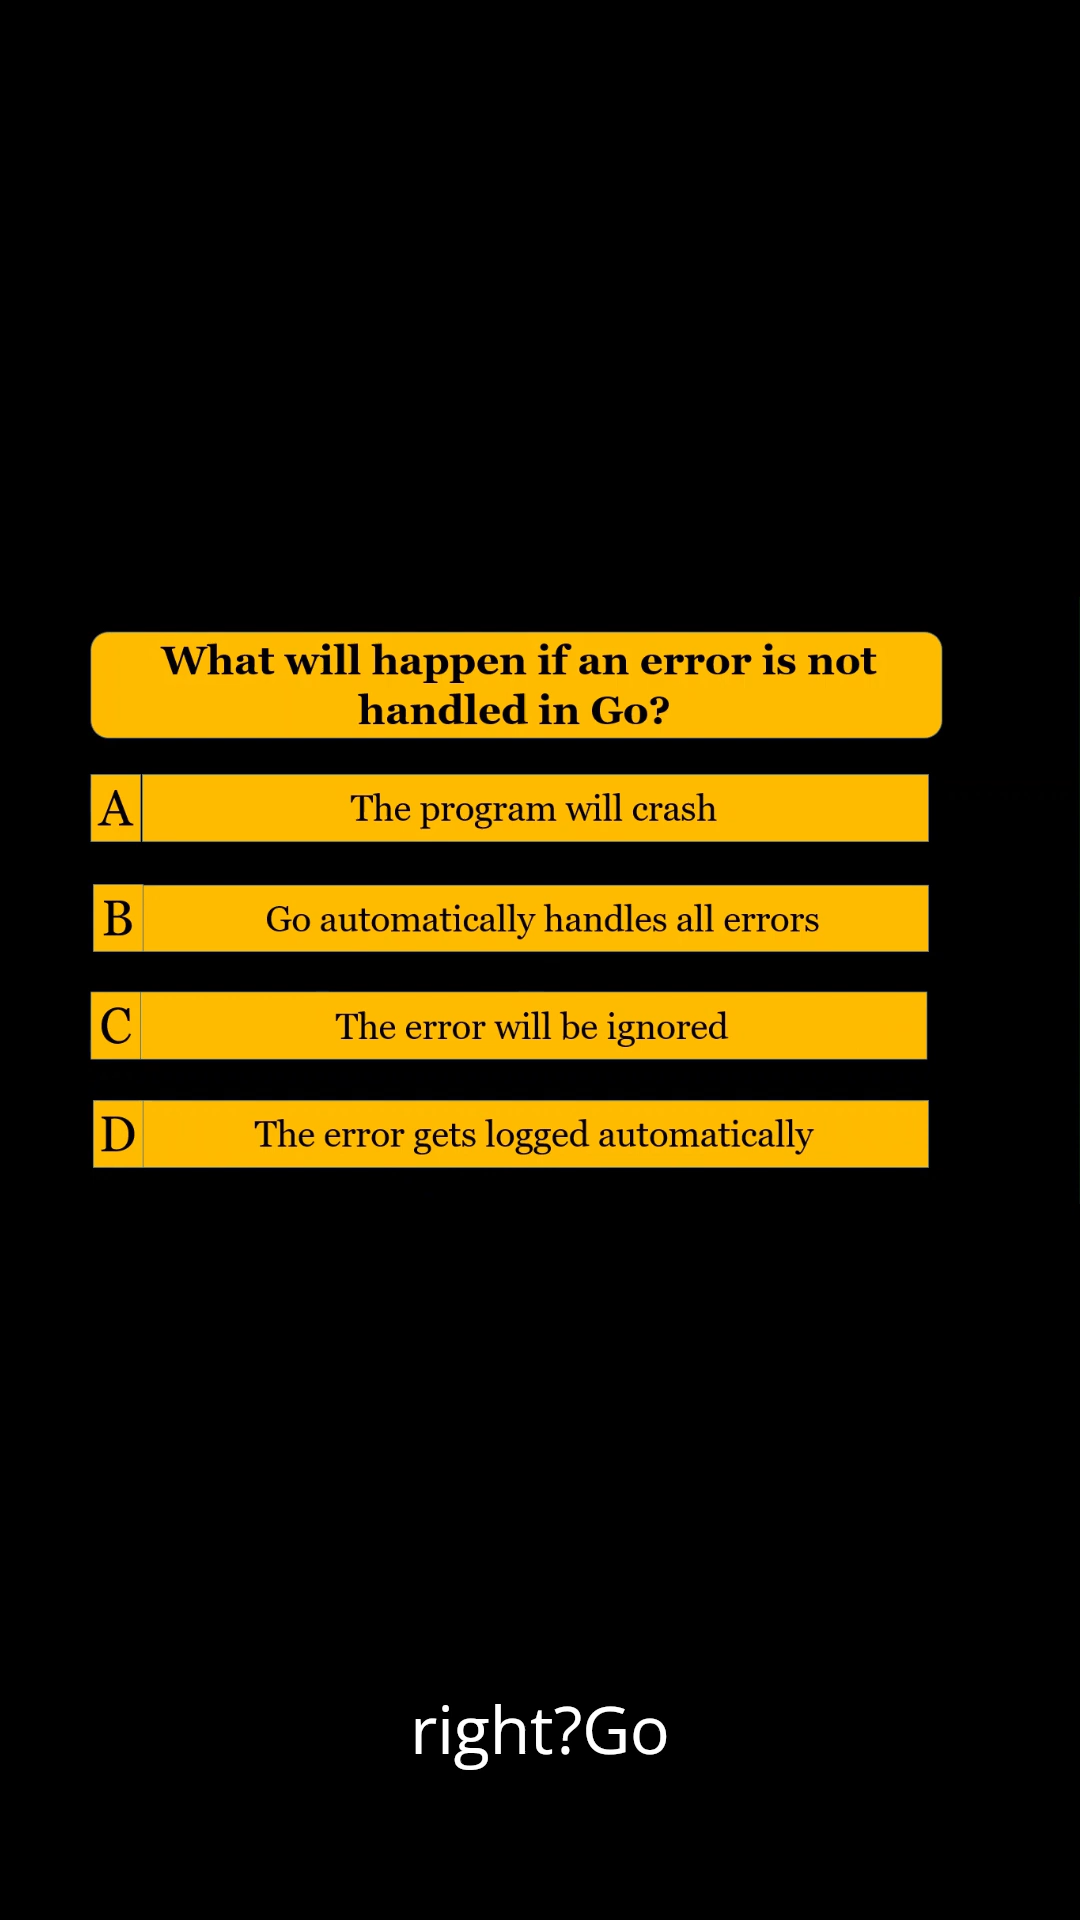 What will happen if an error is not
handled in Go?
A The program will crash
B Go automatically handles all errors
C The error will be ignored
D The error gets logged automatically
right?Go